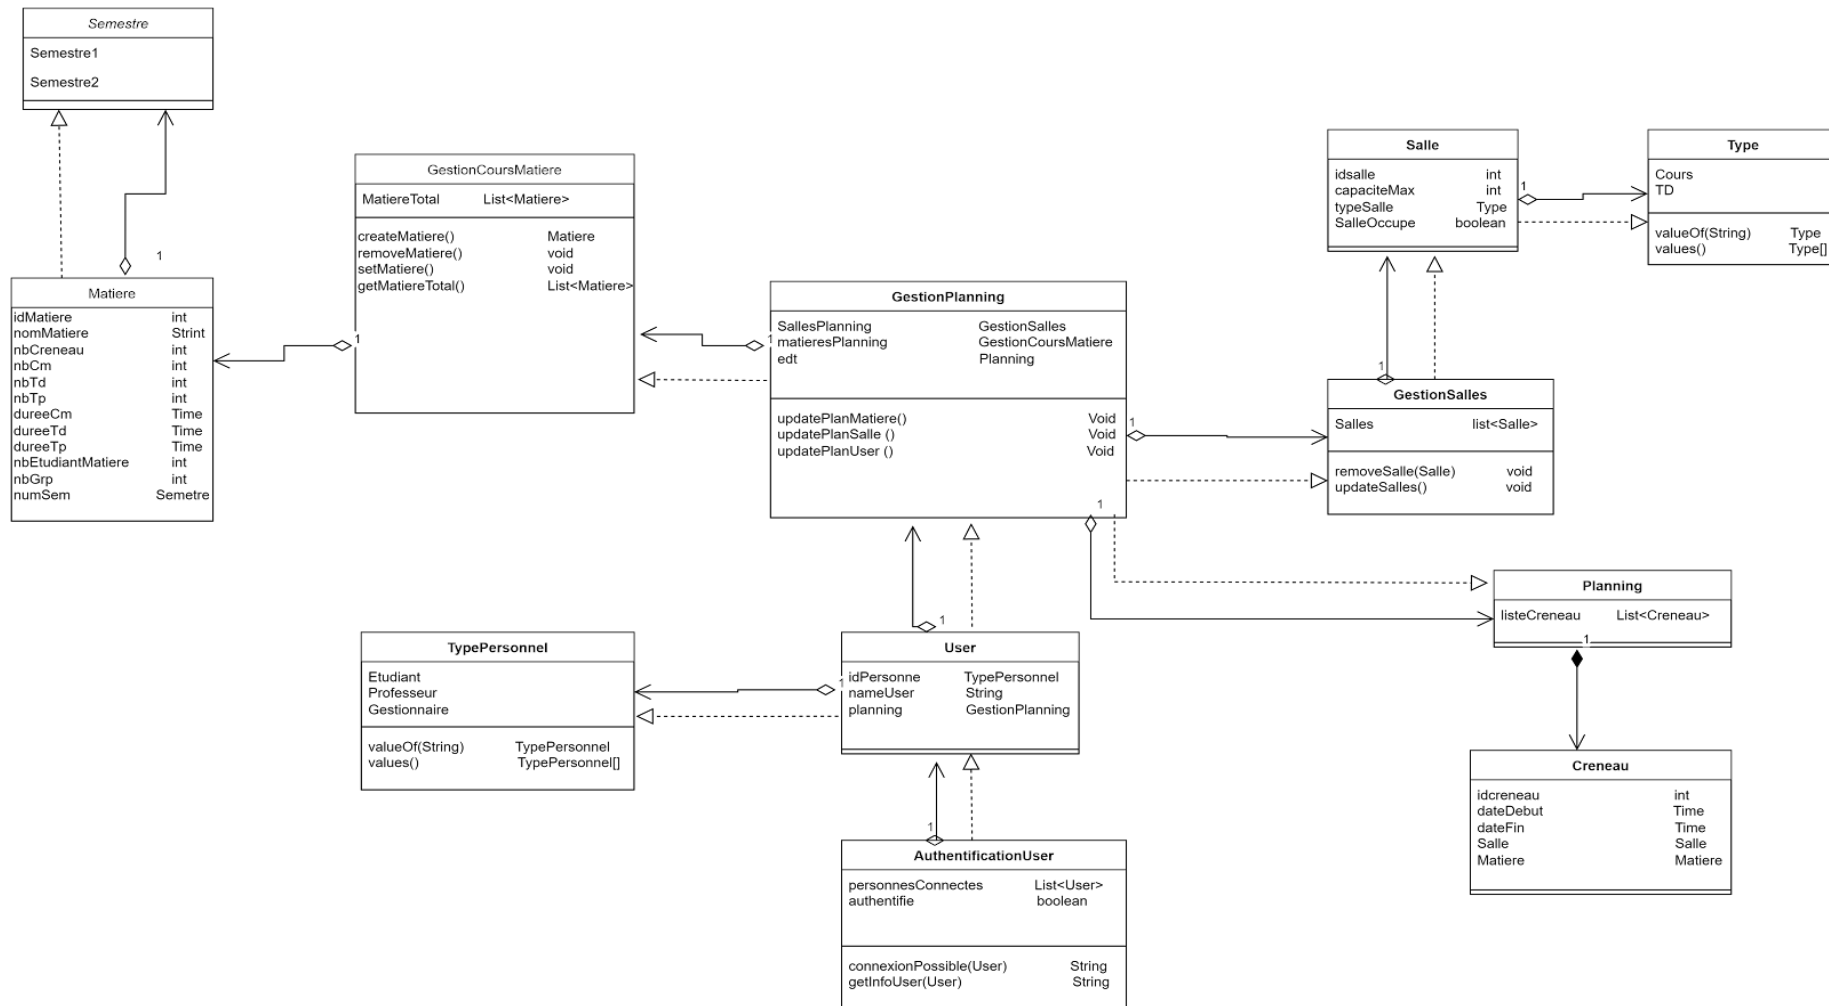 Semestre
Semestre1
Semestre2
1
Matiere
idMatiere int
nomMatiere Strint
nbCreneau int
nbCm int
nbTd int
nbTp int
dureeCm Time
dureeTd Time
dureeTp Time
nbEtudiantMatiere int
nbGrp int
numSem Semetre
GestionCoursMatiere
MatiereTotal List<Matiere>
createMatiere() Matiere
removeMatiere() void
setMatiere() void
getMatiereTotal() List<Matiere>
1
GestionPlanning
SallesPlanning GestionSalles
matieresPlanning GestionCoursMatiere
edt Planning
1
updatePlanMatiere() Void
updatePlanSalle () Void
updatePlanUser () Void
1
1
Salle
idsalle int
capaciteMax int
typeSalle Type
SalleOccupe boolean
1
Type
Cours
TD
valueOf(String) Type
values() Type[]
1
GestionSalles
Salles list<Salle>
removeSalle(Salle) void
updateSalles() void
Planning
listeCreneau List<Creneau>
1
Creneau
idcreneau int
dateDebut Time
dateFin Time
Salle Salle
Matiere Matiere
TypePersonnel
Etudiant
Professeur
Gestionnaire
valueOf(String) TypePersonnel
values() TypePersonnel[]
1
User
idPersonne TypePersonnel
nameUser String
planning GestionPlanning
1
1
AuthentificationUser
personnesConnectes List<User>
authentifie boolean
connexionPossible(User) String
getInfoUser(User) String